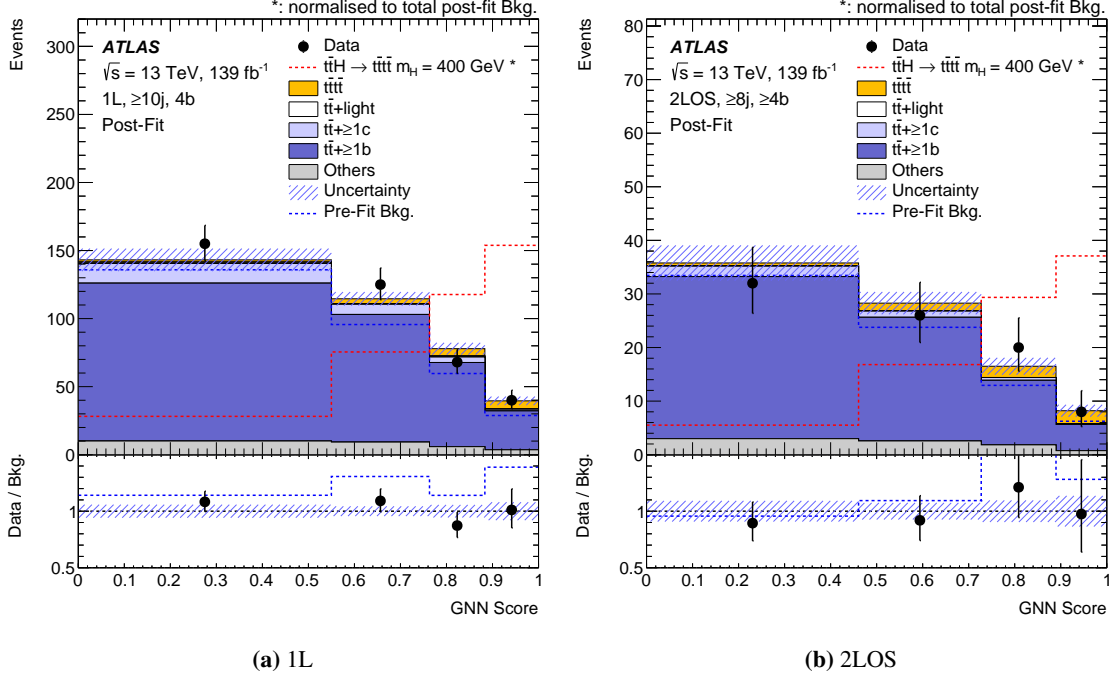 *: normalised to total post-fit Bkg.
Events
300
250
200
150
100
50
0
ATLAS
√s = 13 TeV, 139 fb⁻¹
1L, ≥10j, 4b
Post-Fit
Data
tt̄H → tt̄tt̄ m_H = 400 GeV *
tt̄tt̄
tt̄+light
tt̄+≥1c
tt̄+≥1b
Others
Uncertainty
Pre-Fit Bkg.
Data / Bkg.
1
0.5
0 0.1 0.2 0.3 0.4 0.5 0.6 0.7 0.8 0.9 1
GNN Score
(a) 1L
*: normalised to total post-fit Bkg.
Events
80
70
60
50
40
30
20
10
0
ATLAS
√s = 13 TeV, 139 fb⁻¹
2LOS, ≥8j, ≥4b
Post-Fit
Data
tt̄H → tt̄tt̄ m_H = 400 GeV *
tt̄tt̄
tt̄+light
tt̄+≥1c
tt̄+≥1b
Others
Uncertainty
Pre-Fit Bkg.
Data / Bkg.
1
0.5
0 0.1 0.2 0.3 0.4 0.5 0.6 0.7 0.8 0.9 1
GNN Score
(b) 2LOS